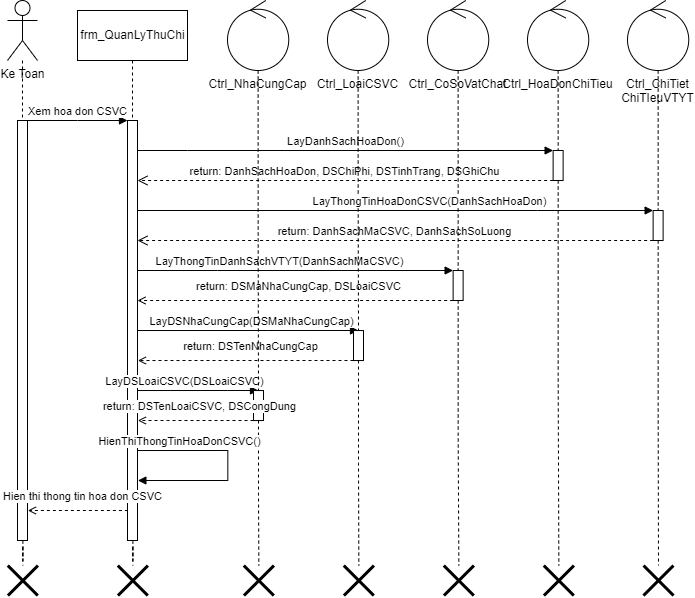 frm_QuanLyThuChi
Ke Toan
Ctrl_NhaCungCap
Ctrl_LoaiCSVC
Ctrl_CoSoVatChat
Ctrl_HoaDonChiTieu
Ctrl_ChiTiet
ChiTIeuVTYT
Xem hoa don CSVC
LayDanhSachHoaDon()
return: DanhSachHoaDon, DSChiPhi, DSTinhTrang, DSGhiChu
LayThongTinHoaDonCSVC(DanhSachHoaDon)
return: DanhSachMaCSVC, DanhSachSoLuong
LayThongTinDanhSachVTYT(DanhSachMaCSVC)
return: DSMaNhaCungCap, DSLoaiCSVC
LayDSNhaCungCap(DSMaNhaCungCap)
return: DSTenNhaCungCap
LayDSLoaiCSVC(DSLoaiCSVC)
return: DSTenLoaiCSVC, DSCongDung
HienThiThongTinHoaDonCSVC()
Hien thi thong tin hoa don CSVC